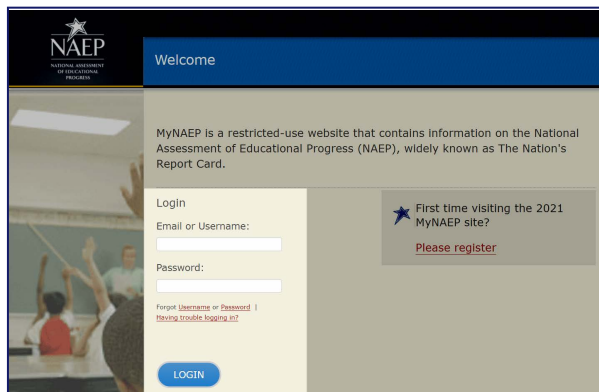 NAEP
NATIONAL ASSESSMENT
OF EDUCATIONAL
PROGRESS
Welcome
MyNAEP is a restricted-use website that contains information on the National
Assessment of Educational Progress (NAEP), widely known as The Nation's
Report Card.
Login
Email or Username:
Password:
Forgot Username or Password |
Having trouble logging in?
LOGIN
First time visiting the 2021
MyNAEP site?
Please register